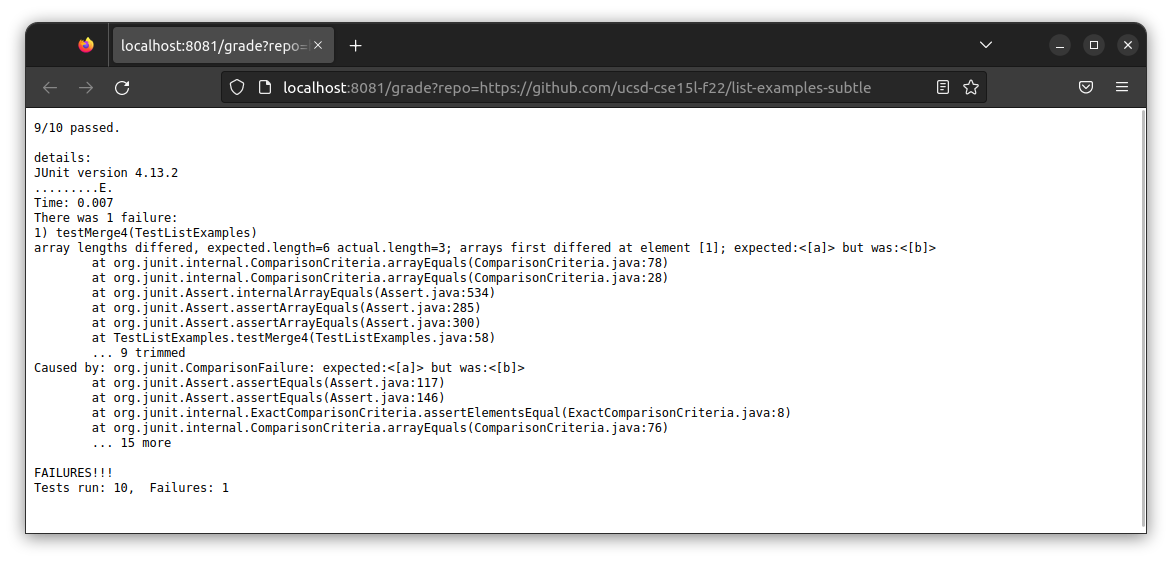 localhost:8081/grade?repo=
localhost:8081/grade?repo=https://github.com/ucsd-cse15l-f22/list-examples-subtle
9/10 passed.
details:
JUnit version 4.13.2
.........E.
Time: 0.007
There was 1 failure:
1) testMerge4(TestListExamples)
array lengths differed, expected.length=6 actual.length=3; arrays first differed at element [1]; expected:<[a]> but was:<[b]>
at org.junit.internal.ComparisonCriteria.arrayEquals(ComparisonCriteria.java:78)
at org.junit.internal.ComparisonCriteria.arrayEquals(ComparisonCriteria.java:28)
at org.junit.Assert.internalArrayEquals(Assert.java:534)
at org.junit.Assert.assertArrayEquals(Assert.java:285)
at org.junit.Assert.assertArrayEquals(Assert.java:300)
at TestListExamples.testMerge4(TestListExamples.java:58)
... 9 trimmed
Caused by: org.junit.ComparisonFailure: expected:<[a]> but was:<[b]>
at org.junit.Assert.assertEquals(Assert.java:117)
at org.junit.Assert.assertEquals(Assert.java:146)
at org.junit.internal.ExactComparisonCriteria.assertElementsEqual(ExactComparisonCriteria.java:8)
at org.junit.internal.ComparisonCriteria.arrayEquals(ComparisonCriteria.java:76)
... 15 more
FAILURES!!!
Tests run: 10,  Failures: 1